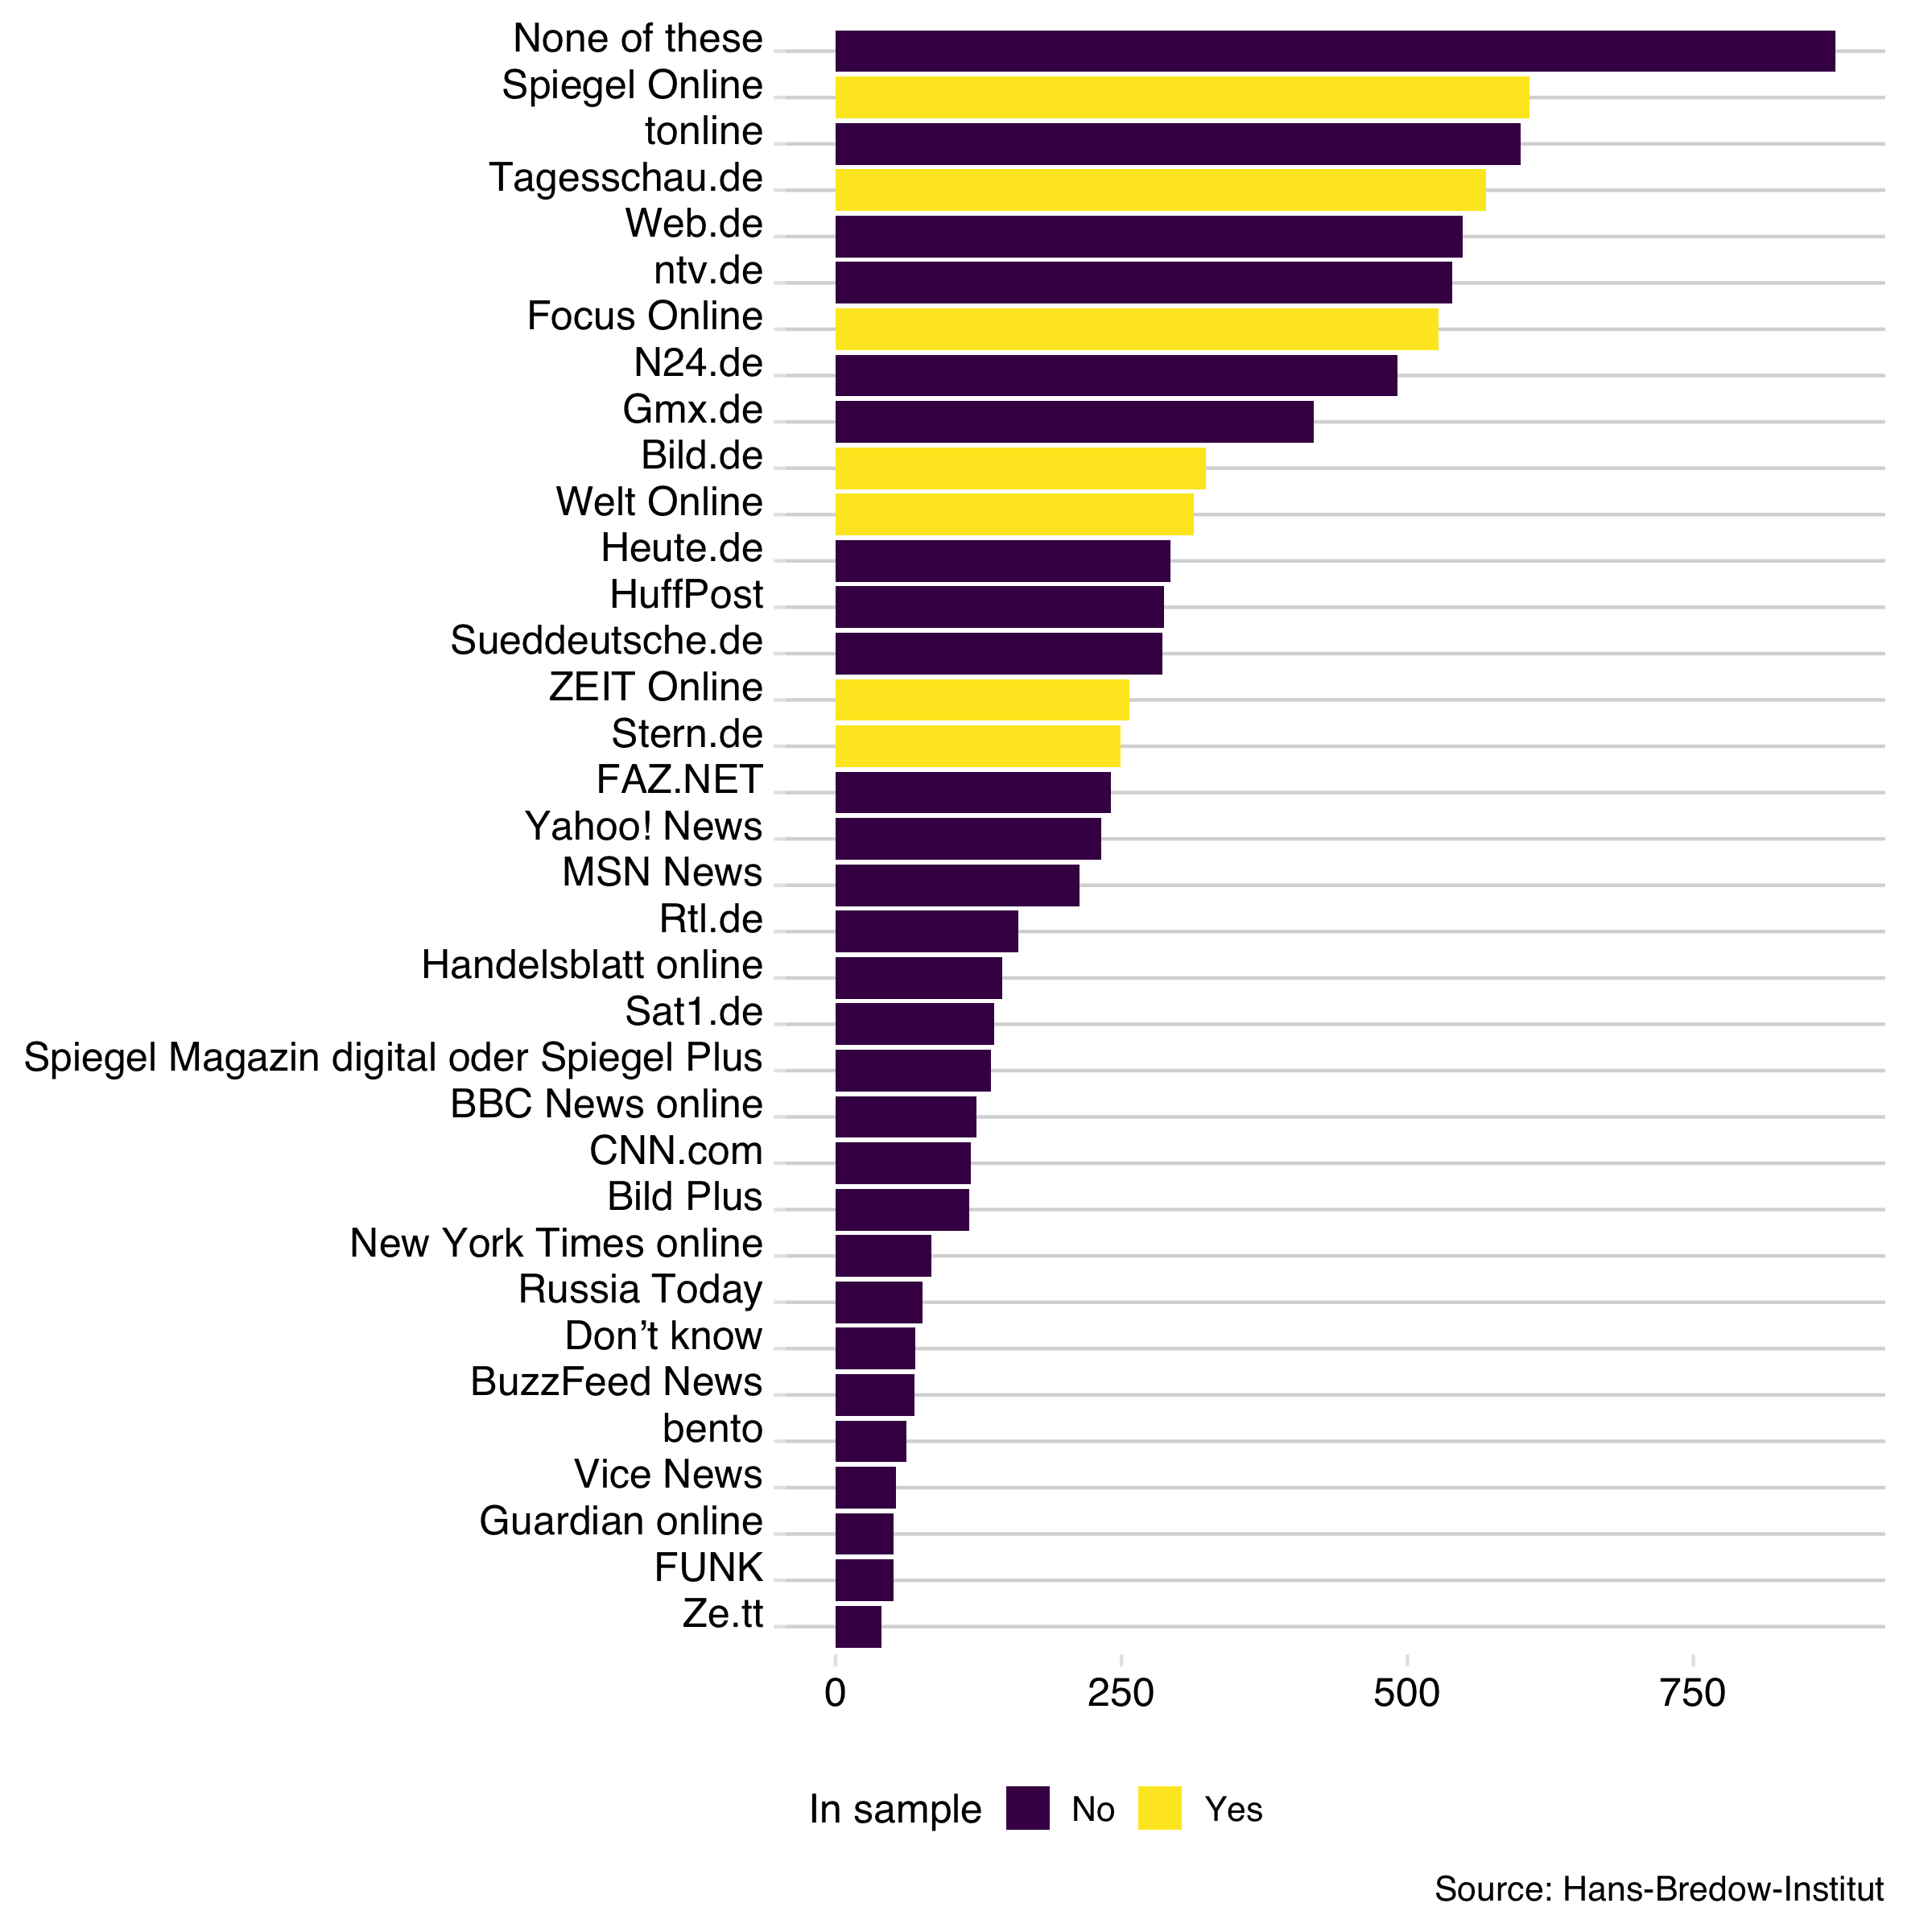 None of these
Spiegel Online
tonline
Tagesschau.de
Web.de
ntv.de
Focus Online
N24.de
Gmx.de
Bild.de
Welt Online
Heute.de
HuffPost
Sueddeutsche.de
ZEIT Online
Stern.de
FAZ.NET
Yahoo! News
MSN News
Rtl.de
Handelsblatt online
Sat1.de
Spiegel Magazin digital oder Spiegel Plus
BBC News online
CNN.com
Bild Plus
New York Times online
Russia Today
Don’t know
BuzzFeed News
bento
Vice News
Guardian online
FUNK
Ze.tt
0 250 500 750
In sample No Yes
Source: Hans-Bredow-Institut